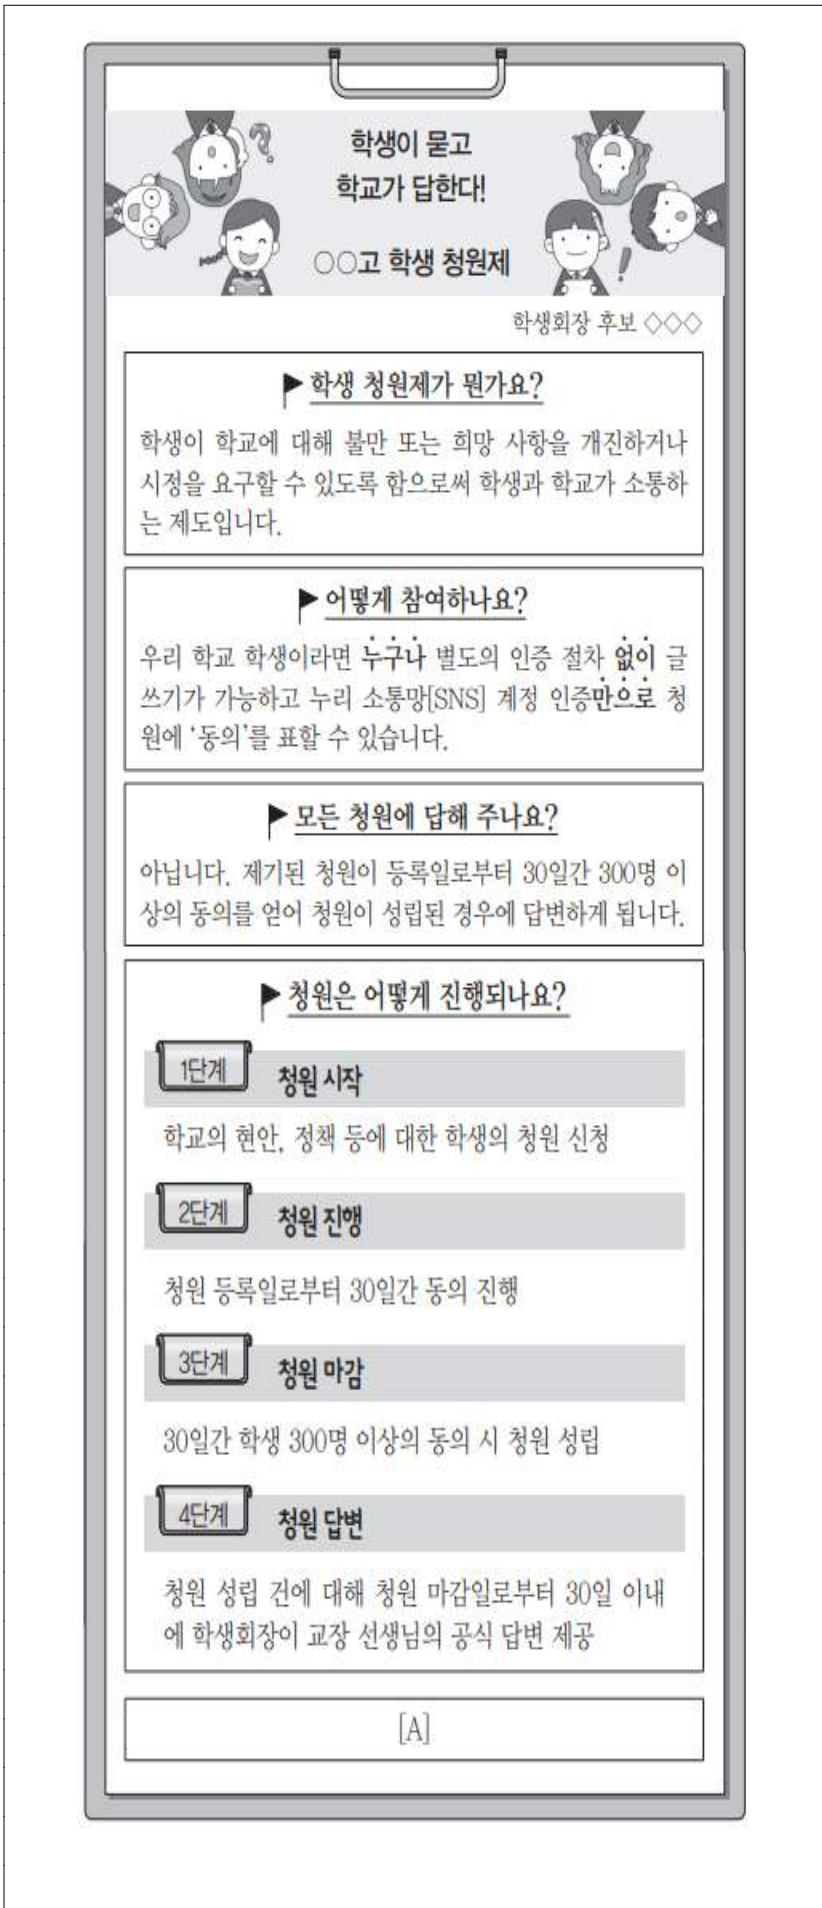 학생이 묻고
학교가 답한다!
○○고 학생 청원제
학생회장 후보 ◇◇◇
학생 청원제가 뭔가요?
학생이 학교에 대해 불만 또는 희망 사항을 개진하거나
시정을 요구할 수 있도록 함으로써 학생과 학교가 소통하
는 제도입니다.
어떻게 참여하나요?
우리 학교 학생이라면 누구나 별도의 인증 절차 없이 글
쓰기가 가능하고 누리 소통망[SNS] 계정 인증만으로 청
원에 ‘동의’를 표할 수 있습니다.
모든 청원에 답해 주나요?
아닙니다. 제기된 청원이 등록일로부터 30일간 300명 이
상의 동의를 얻어 청원이 성립된 경우에 답변하게 됩니다.
청원은 어떻게 진행되나요?
1단계 청원 시작
학교의 현안, 정책 등에 대한 학생의 청원 신청
2단계 청원 진행
청원 등록일로부터 30일간 동의 진행
3단계 청원 마감
30일간 학생 300명 이상의 동의 시 청원 성립
4단계 청원 답변
청원 성립 건에 대해 청원 마감일로부터 30일 이내
에 학생회장이 교장 선생님의 공식 답변 제공
[A]